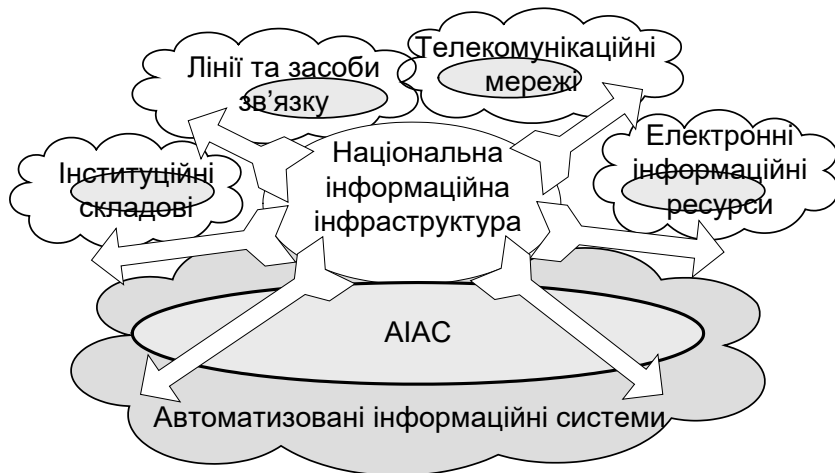 Лінії та засоби
зв’язку
Телекомунікаційні
мережі
Інституційні
складові
Національна
інформаційна
інфраструктура
Електронні
інформаційні
ресурси
АІАС
Автоматизовані інформаційні системи